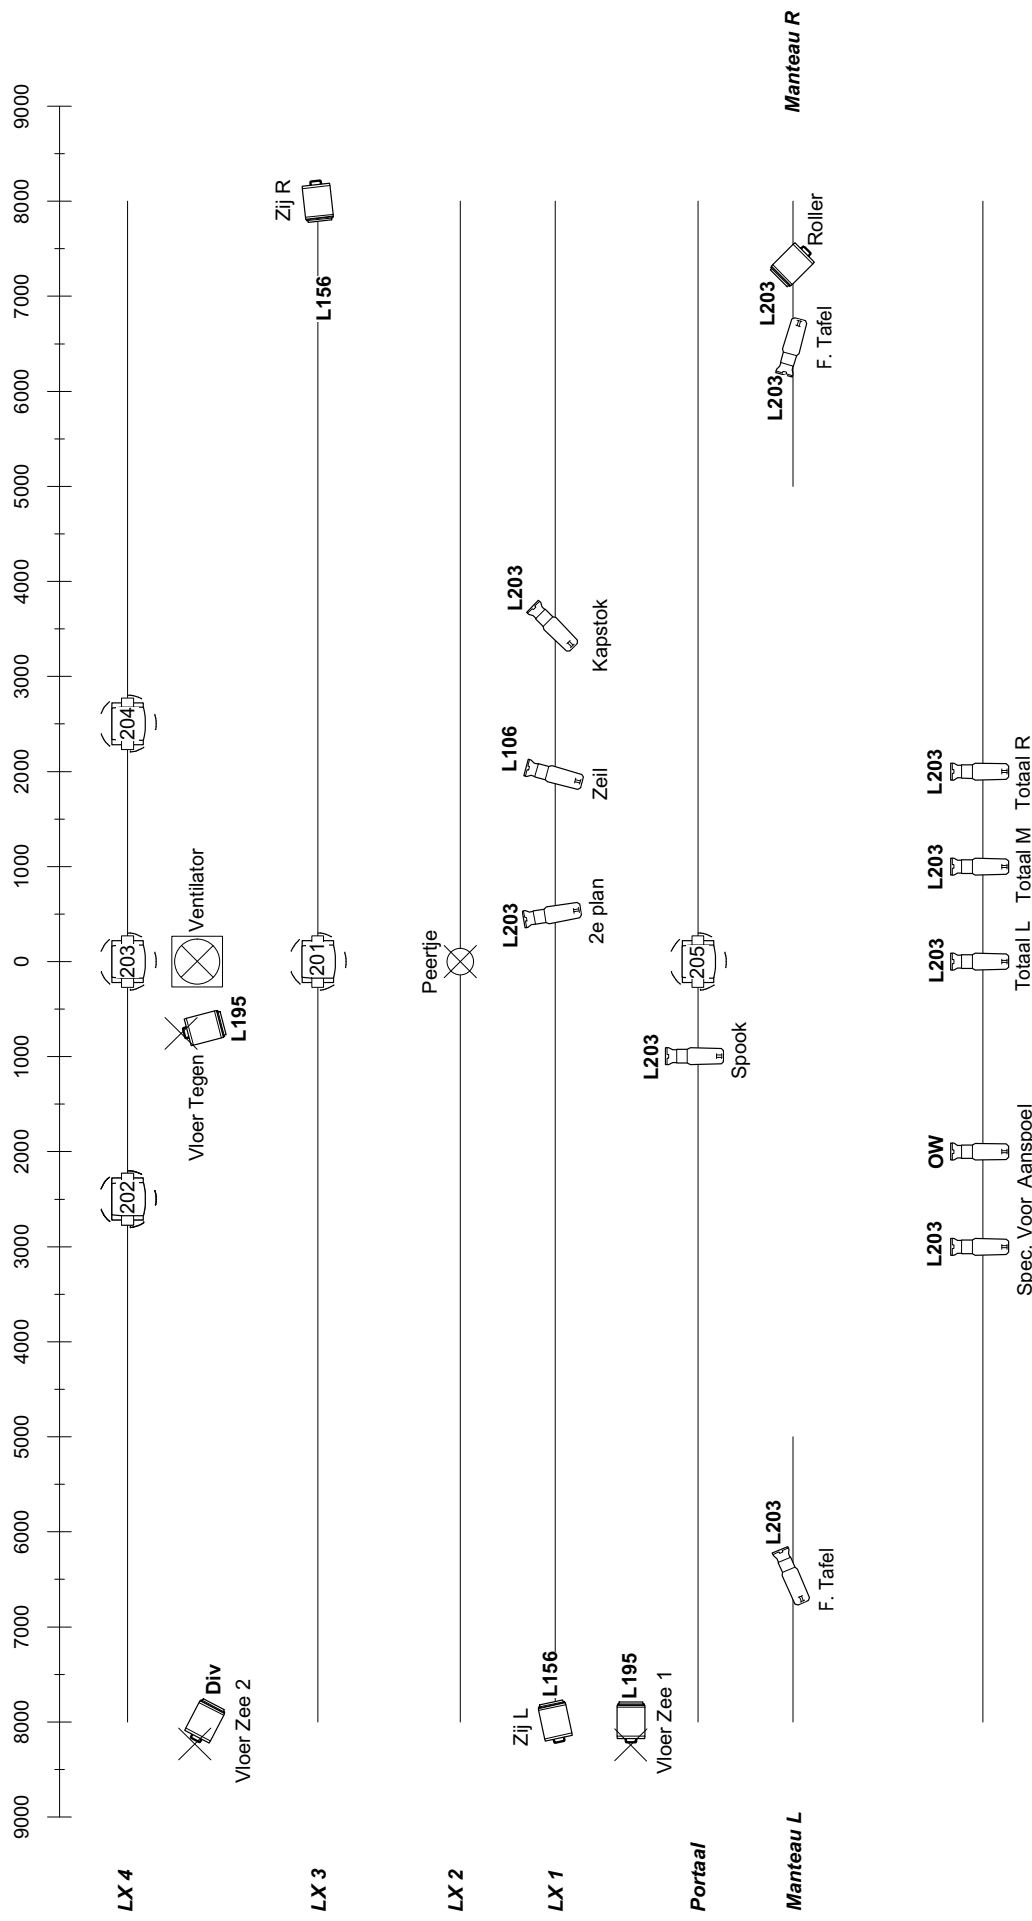 9000 8000 7000 6000 5000 4000 3000 2000 1000 0 1000 2000 3000 4000 5000 6000 7000 8000 9000
LX 4
202
203
204
Div
Vloer Zee 2
Vloer Tegen
L195
Ventilator
LX 3
201
L156
Zij R
LX 2
Peertje
LX 1
Zij L
L156
L203
2e plan
L106
Zeil
L203
Kapstok
L195
Vloer Zee 1
Portaal
L203
Spook
205
Manteau L
L203
F. Tafel
L203
F. Tafel
L203
Roller
Manteau R
L203
OW
L203
L203
L203
Spec. Voor Aanspoel Totaal L Totaal M Totaal R